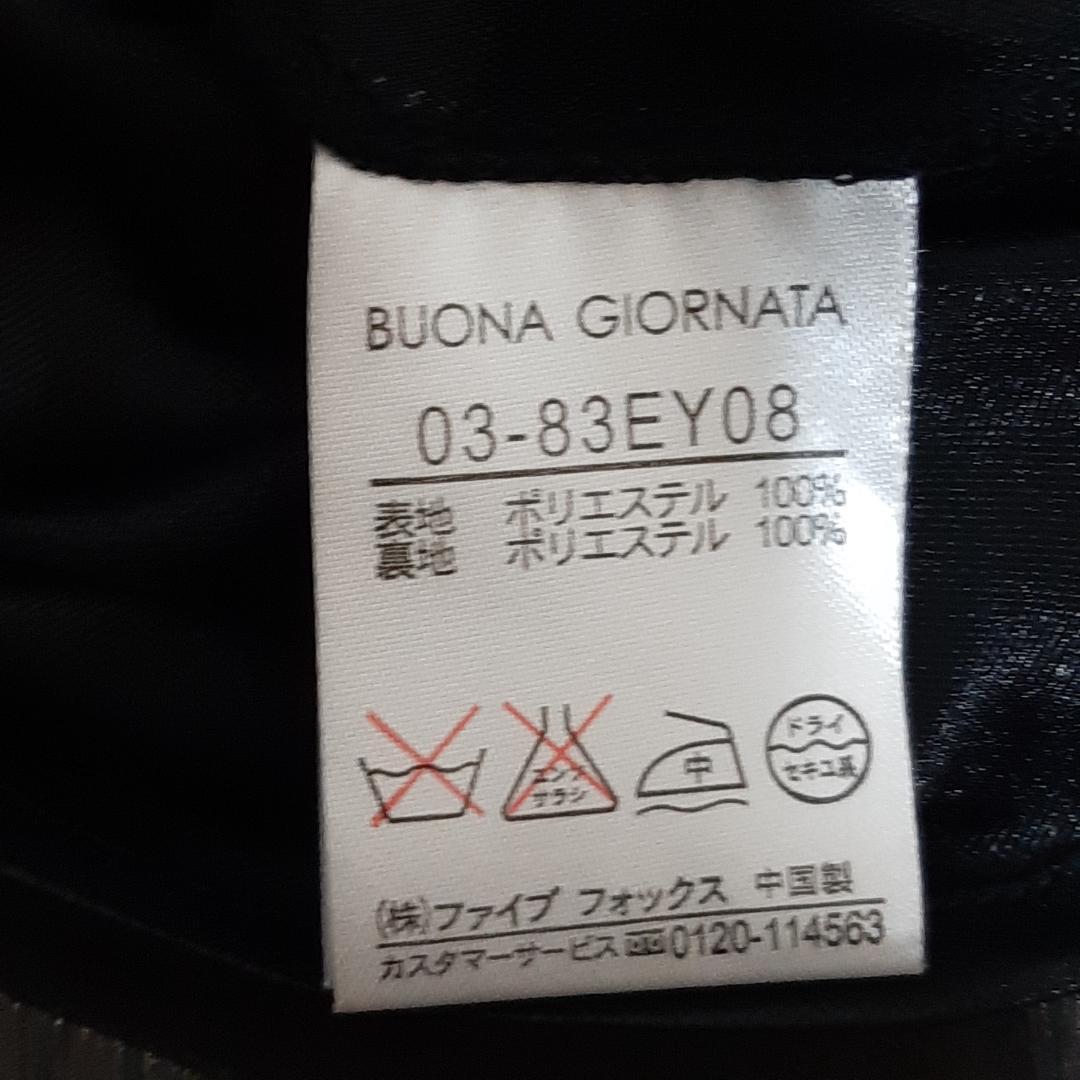 BUONA GIORNATA
03-83EY08
表地 ポリエステル 100%
裏地 ポリエステル 100%
エンソ
サラシ
中
ドライ
セキユ系
(株)ファイブ フォックス 中国製
カスタマーサービス 0120-114563